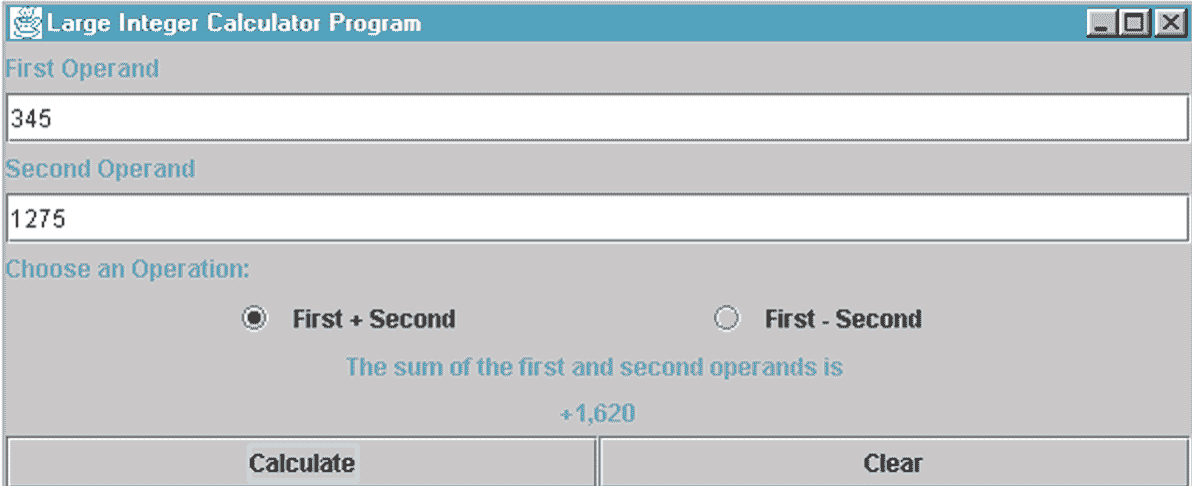 Large Integer Calculator Program
First Operand
345
Second Operand
1275
Choose an Operation:
First + Second First - Second
The sum of the first and second operands is
+1,620
Calculate Clear